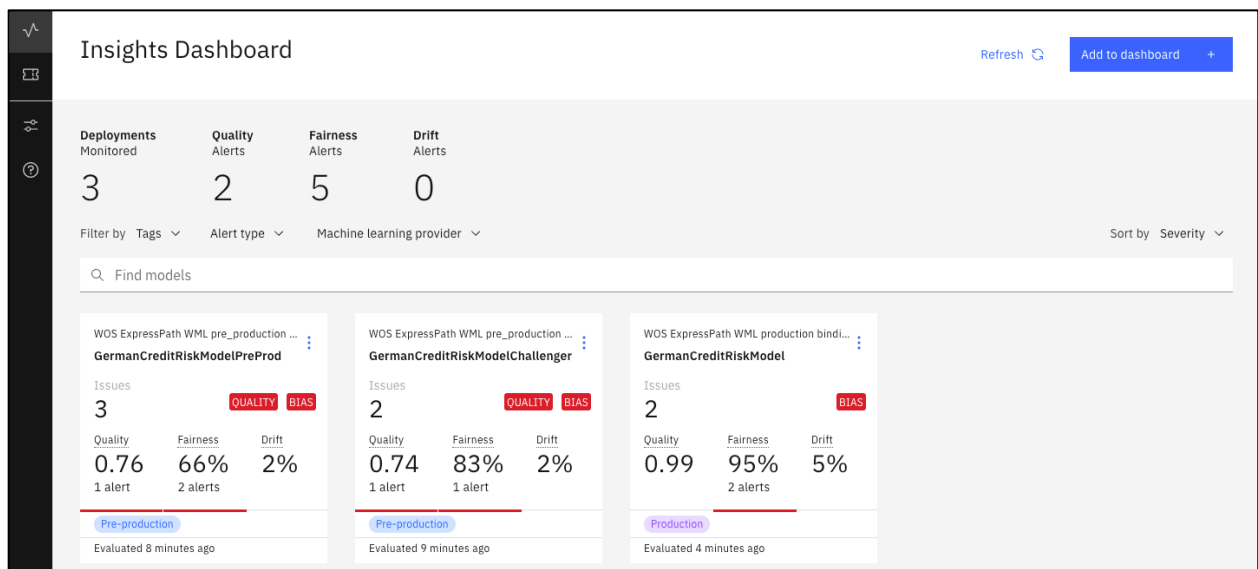 Insights Dashboard
Refresh
Add to dashboard +
Deployments Quality Fairness Drift
Monitored Alerts Alerts Alerts
3 2 5 0
Filter by Tags Alert type Machine learning provider Sort by Severity
Find models
WOS ExpressPath WML pre_production ...
GermanCreditRiskModelPreProd
Issues
3 QUALITY BIAS
Quality Fairness Drift
0.76 66% 2%
1 alert 2 alerts
Pre-production
Evaluated 8 minutes ago
WOS ExpressPath WML pre_production ...
GermanCreditRiskModelChallenger
Issues
2 QUALITY BIAS
Quality Fairness Drift
0.74 83% 2%
1 alert 1 alert
Pre-production
Evaluated 9 minutes ago
WOS ExpressPath WML production bindi...
GermanCreditRiskModel
Issues
2 BIAS
Quality Fairness Drift
0.99 95% 5%
2 alerts
Production
Evaluated 4 minutes ago